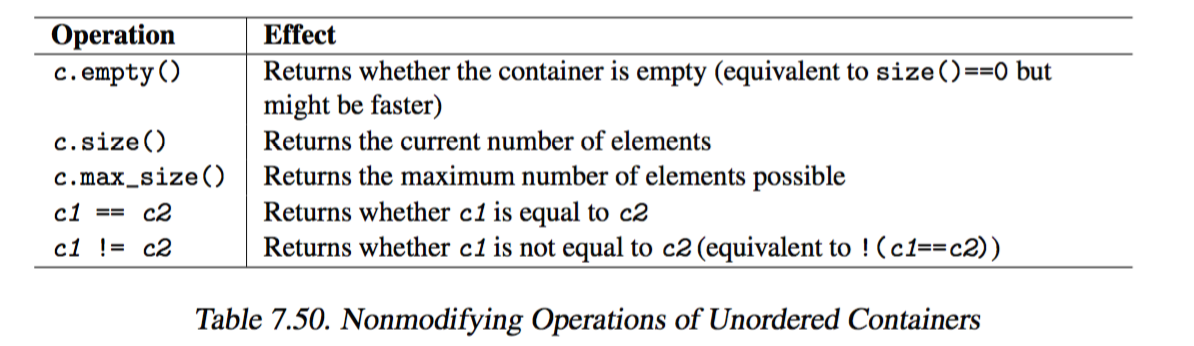 Operation Effect
c.empty() Returns whether the container is empty (equivalent to size()==0 but
might be faster)
c.size() Returns the current number of elements
c.max_size() Returns the maximum number of elements possible
c1 == c2 Returns whether c1 is equal to c2
c1 != c2 Returns whether c1 is not equal to c2 (equivalent to !(c1==c2))
Table 7.50. Nonmodifying Operations of Unordered Containers